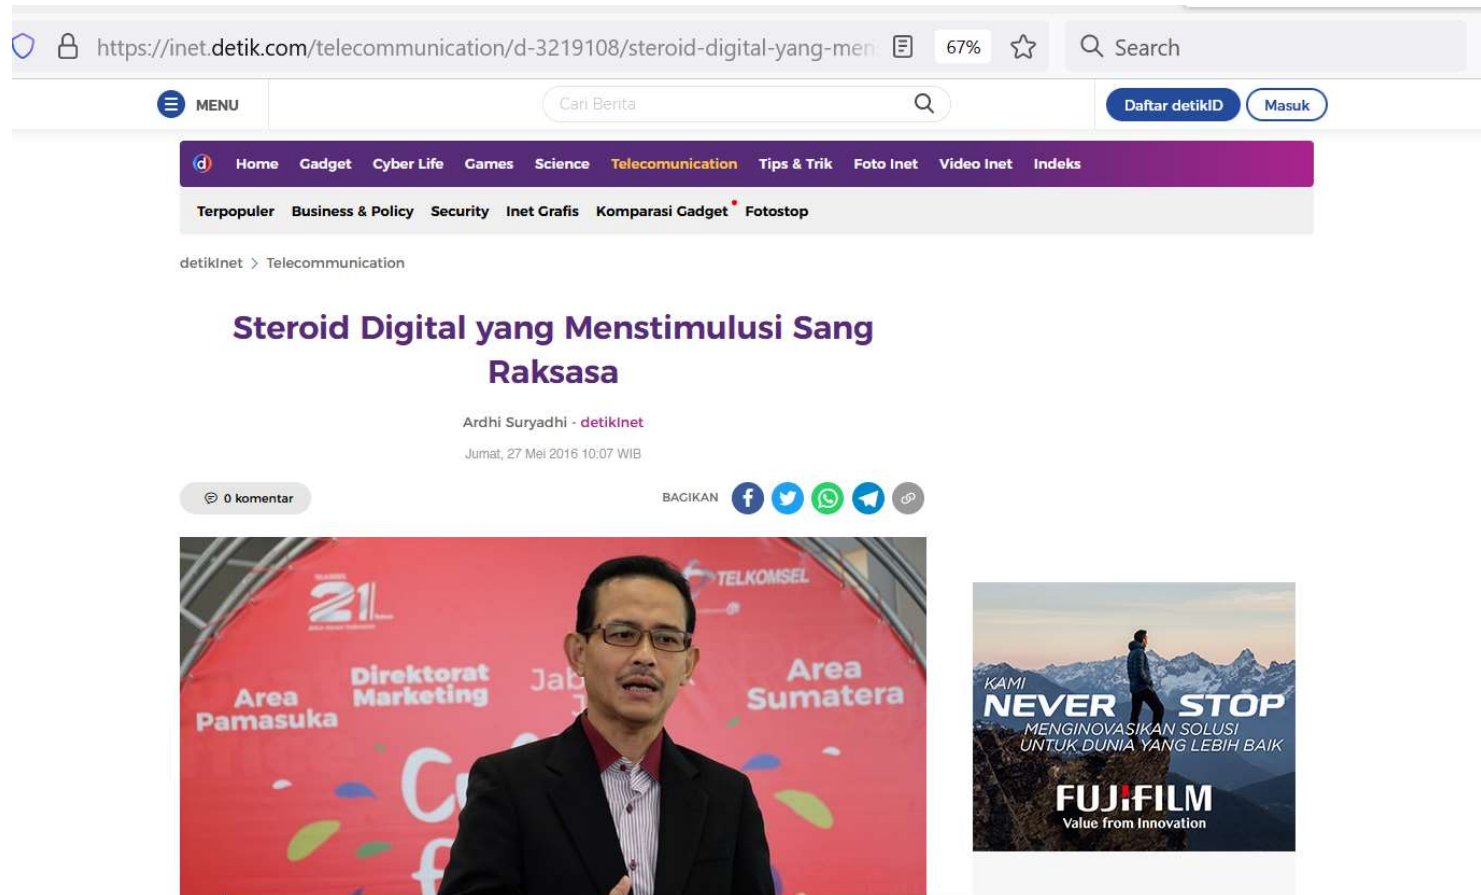 https://inet.detik.com/telecommunication/d-3219108/steroid-digital-yang-men
67%
Search
MENU
Cari Berita
Daftar detikID
Masuk
Home Gadget Cyber Life Games Science Telecomunication Tips & Trik Foto Inet Video Inet Indeks
Terpopuler Business & Policy Security Inet Grafis Komparasi Gadget Fotostop
detikInet > Telecommunication
Steroid Digital yang Menstimulusi Sang
Raksasa
Ardhi Suryadhi - detikInet
Jumat, 27 Mei 2016 10:07 WIB
0 komentar
BAGIKAN
TELKOMSEL
21
Direktorat
Marketing
Area
Pamasuka
Area
Sumatera
KAMI
NEVER STOP
MENGINOVASIKAN SOLUSI
UNTUK DUNIA YANG LEBIH BAIK
FUJIFILM
Value from Innovation